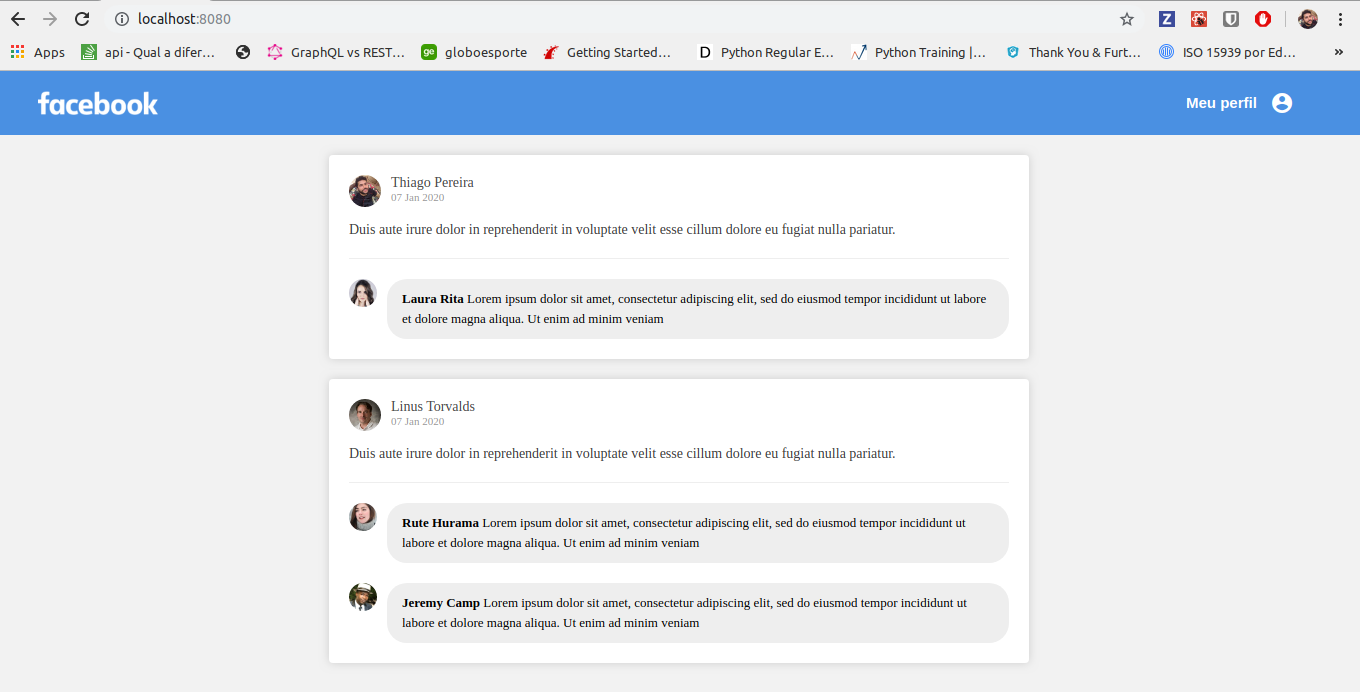 localhost:8080
Apps api - Qual a difer… GraphQL vs REST… globoesporte Getting Started… Python Regular E… Python Training |… Thank You & Furt… ISO 15939 por Ed… »
facebook Meu perfil
Thiago Pereira
07 Jan 2020
Duis aute irure dolor in reprehenderit in voluptate velit esse cillum dolore eu fugiat nulla pariatur.
Laura Rita Lorem ipsum dolor sit amet, consectetur adipiscing elit, sed do eiusmod tempor incididunt ut labore
et dolore magna aliqua. Ut enim ad minim veniam
Linus Torvalds
07 Jan 2020
Duis aute irure dolor in reprehenderit in voluptate velit esse cillum dolore eu fugiat nulla pariatur.
Rute Hurama Lorem ipsum dolor sit amet, consectetur adipiscing elit, sed do eiusmod tempor incididunt ut
labore et dolore magna aliqua. Ut enim ad minim veniam
Jeremy Camp Lorem ipsum dolor sit amet, consectetur adipiscing elit, sed do eiusmod tempor incididunt ut
labore et dolore magna aliqua. Ut enim ad minim veniam